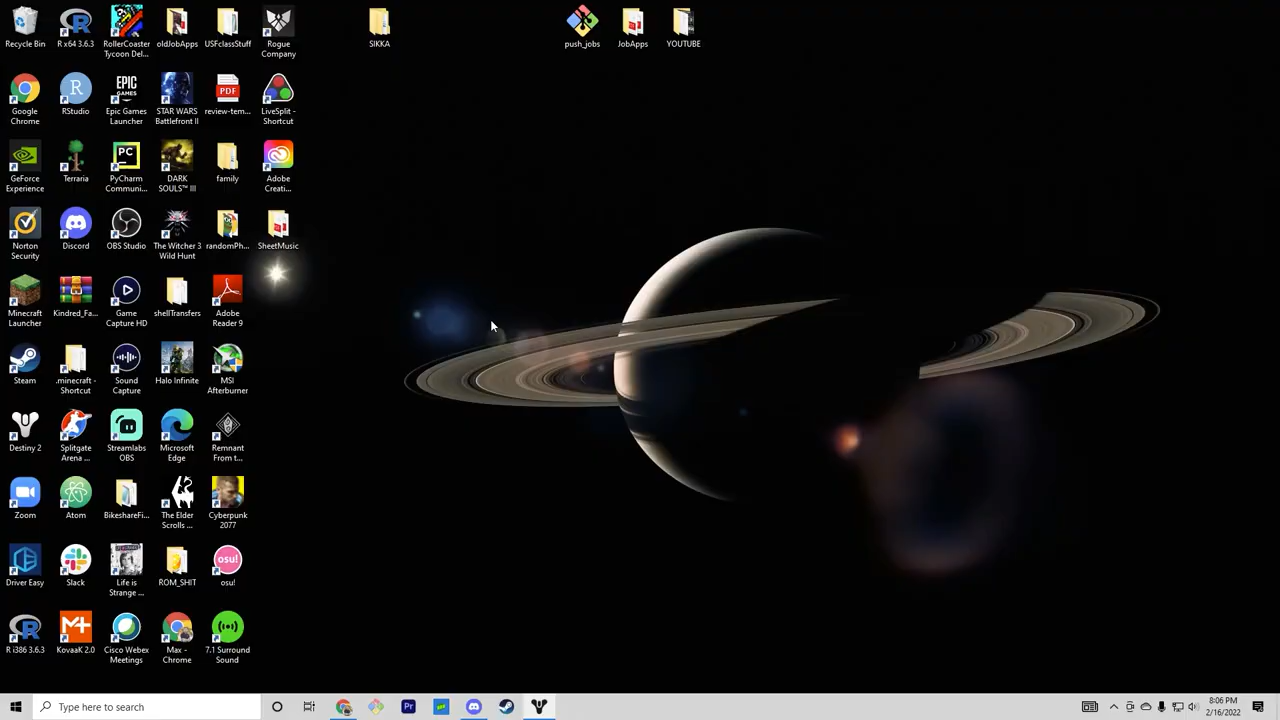 Recycle Bin
R x64 3.6.3
RollerCoaster
Tycoon Del...
oldJobApps
USFclassStuff
Rogue
Company
SIKKA
push_jobs
JobApps
YOUTUBE
Google
Chrome
RStudio
EPIC
GAMES
Epic Games
Launcher
STAR WARS
Battlefront II
PDF
review-tem...
LiveSplit -
Shortcut
GeForce
Experience
Terraria
PC
PyCharm
Communi...
DARK
SOULS™ III
family
Adobe
Creati...
Norton
Security
Discord
OBS Studio
The Witcher 3
Wild Hunt
randomPh...
SheetMusic
Minecraft
Launcher
Kindred_Fa...
Game
Capture HD
shellTransfers
Adobe
Reader 9
Steam
.minecraft -
Shortcut
Sound
Capture
Halo Infinite
MSI
Afterburner
Destiny 2
Splitgate
Arena ...
Streamlabs
OBS
Microsoft
Edge
Remnant
From t...
Zoom
Atom
BikeshareFi...
The Elder
Scrolls ...
Cyberpunk
2077
Driver Easy
Slack
Life is
Strange ...
ROM_SHIT
osu!
osu!
R i386 3.6.3
KovaaK 2.0
Cisco Webex
Meetings
Max -
Chrome
7.1 Surround
Sound
Type here to search
Pr
8:06 PM
2/16/2022